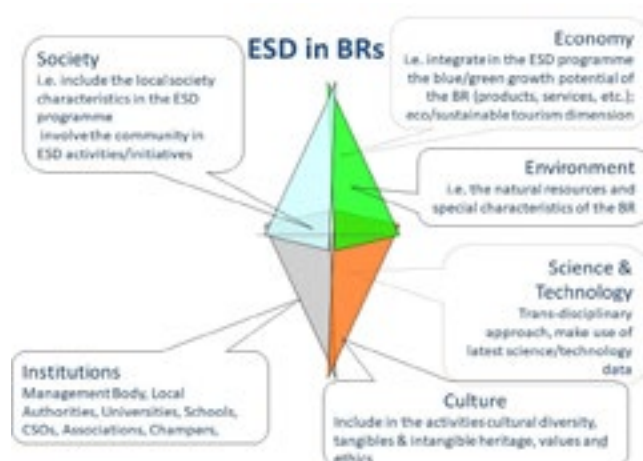 ESD in BRs
Society
i.e. include the local society
characteristics in the ESD
programme
involve the community in
ESD activities/initiatives
Economy
i.e. integrate in the ESD programme
the blue/green growth potential of
the BR (products, services, etc.);
eco/sustainable tourism dimension
Environment
i.e. the natural resources and
special characteristics of the BR
Science &
Technology
Trans-disciplinary
approach, make use of
latest science/technology
data
Institutions
Management Body, Local
Authorities, Universities, Schools,
CSOs, Associations, Champers,
Culture
Include in the activities cultural diversity,
tangibles & intangible heritage, values and
ethics